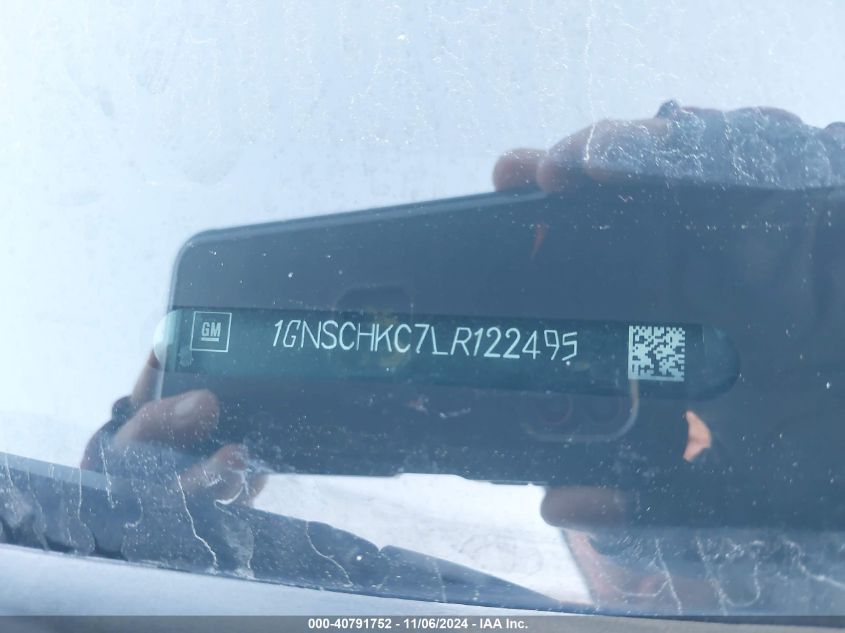 GM
1GNSCHKC7LR122495
000-40791752 - 11/06/2024 - IAA Inc.